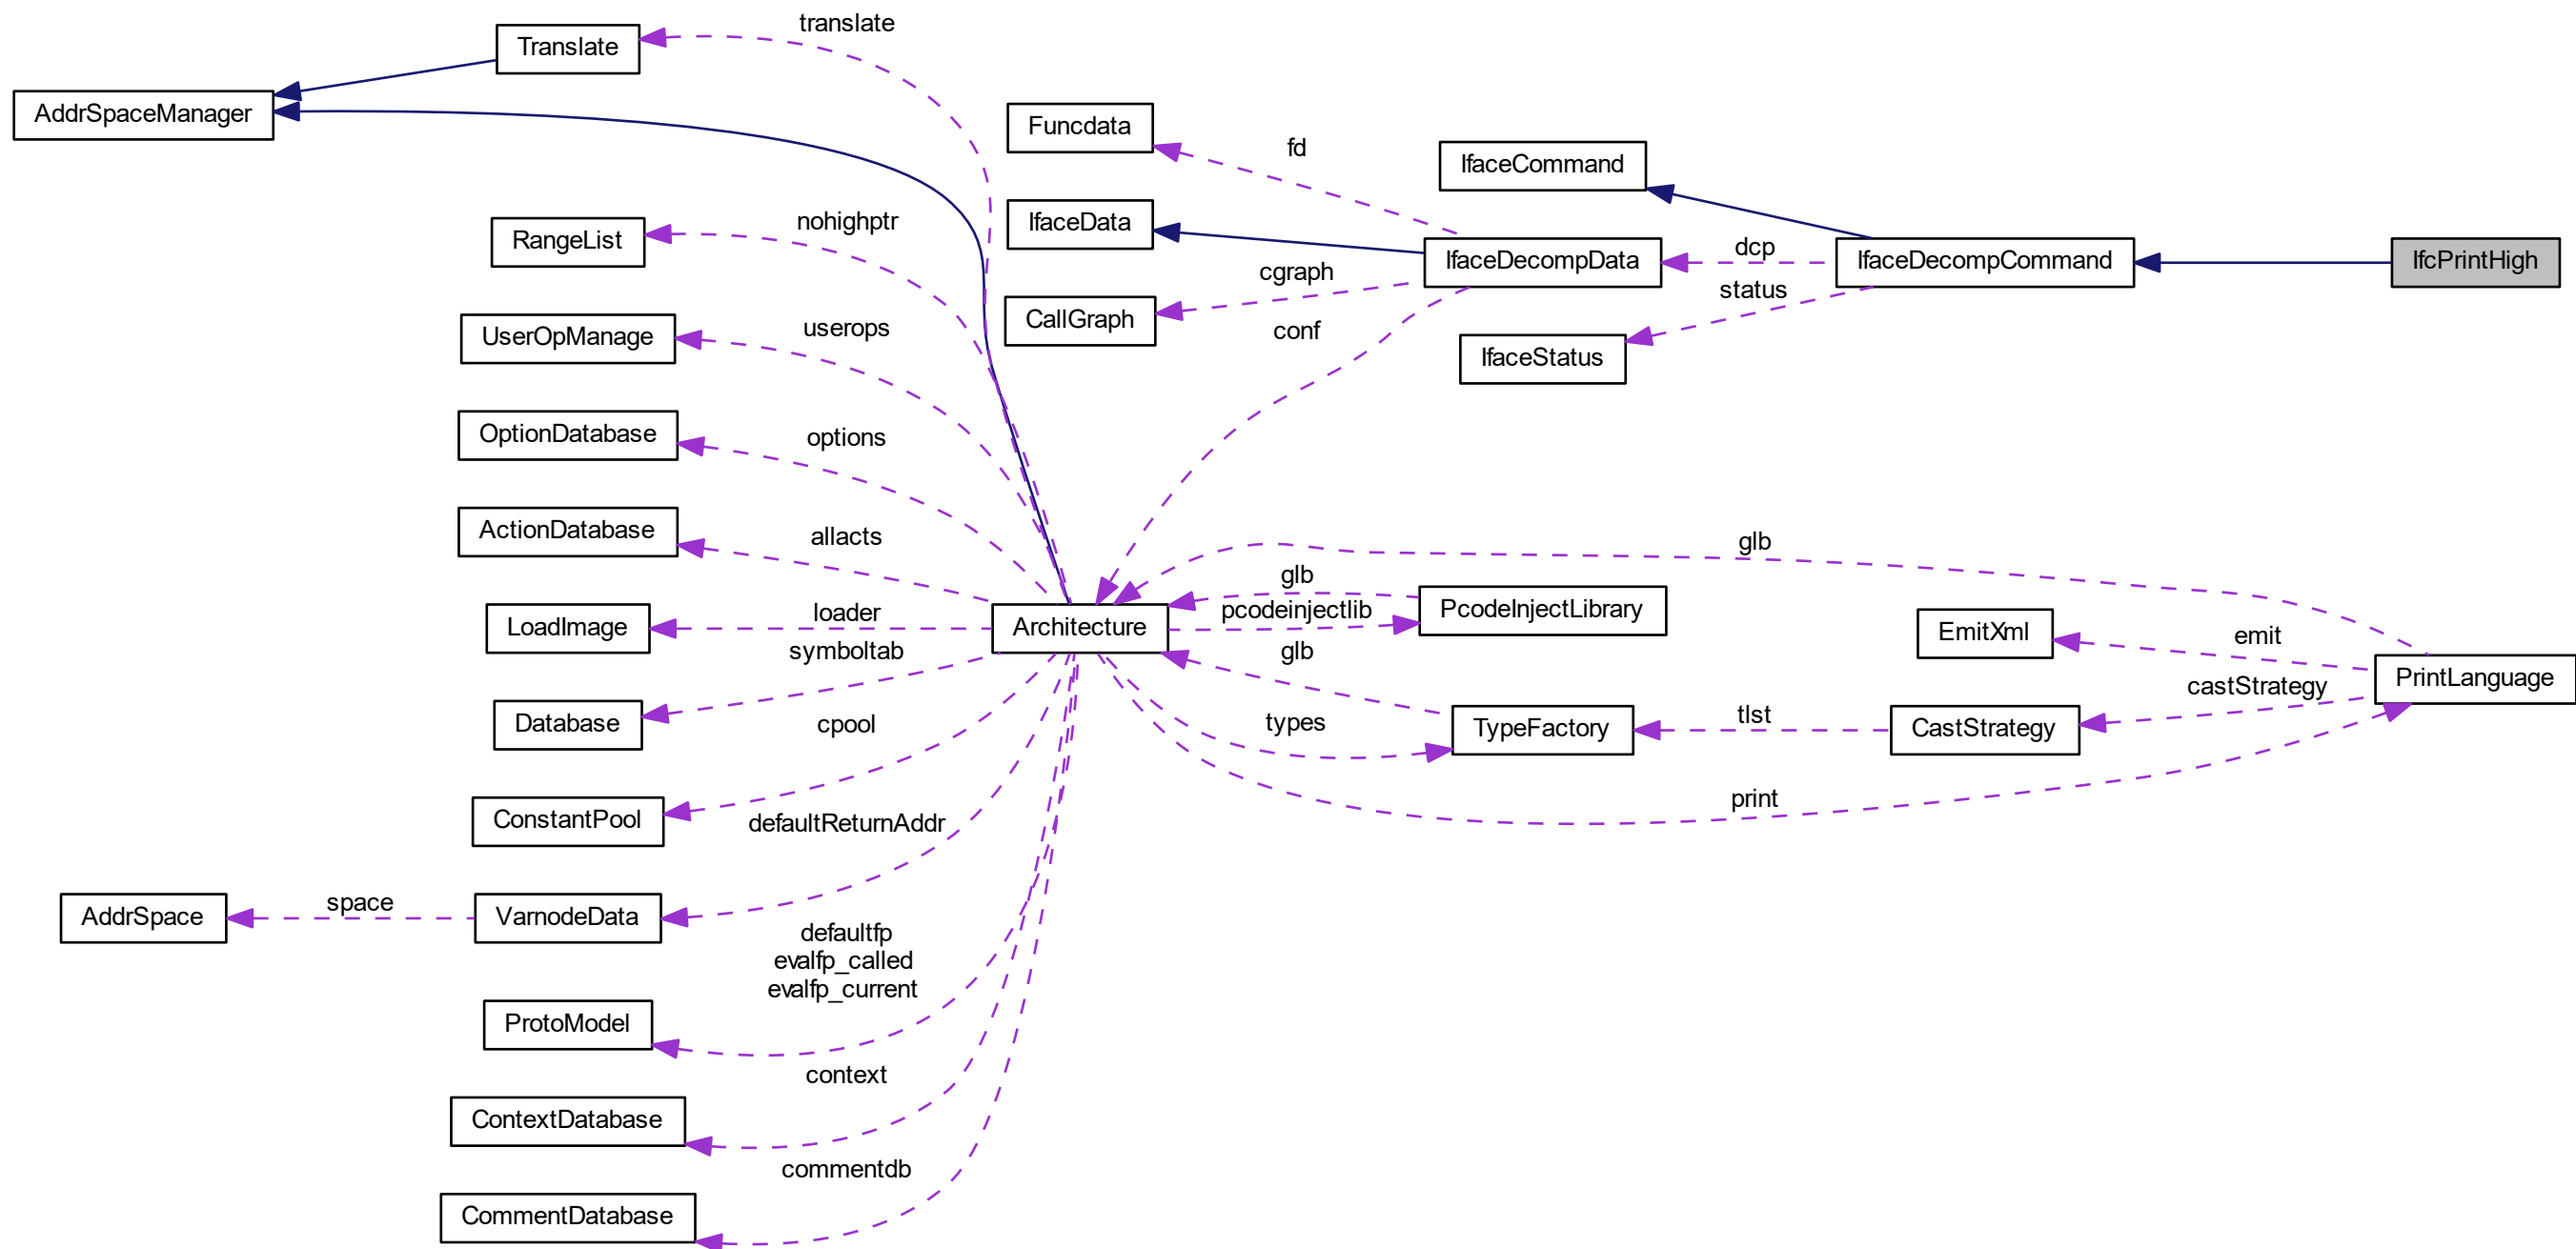 translate
Translate
AddrSpaceManager
Funcdata
fd
IfaceCommand
nohighptr
RangeList
IfaceData
cgraph
IfaceDecompData
dcp
IfaceDecompCommand
IfcPrintHigh
status
userops
UserOpManage
CallGraph
conf
IfaceStatus
options
OptionDatabase
allacts
ActionDatabase
glb
glb
loader
LoadImage
Architecture
pcodeinjectlib
PcodeInjectLibrary
EmitXml
emit
symboltab
glb
PrintLanguage
castStrategy
Database
cpool
types
TypeFactory
tlst
CastStrategy
print
ConstantPool
defaultReturnAddr
AddrSpace
space
VarnodeData
defaultfp
evalfp_called
evalfp_current
ProtoModel
context
ContextDatabase
commentdb
CommentDatabase